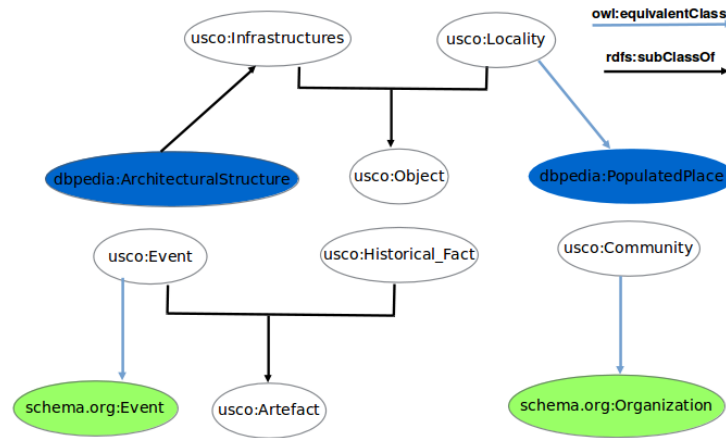 owl:equivalentClass
usco:Infrastructures
usco:Locality
rdfs:subClassOf
dbpedia:ArchitecturalStructure
usco:Object
dbpedia:PopulatedPlace
usco:Event
usco:Historical_Fact
usco:Community
schema.org:Event
usco:Artefact
schema.org:Organization